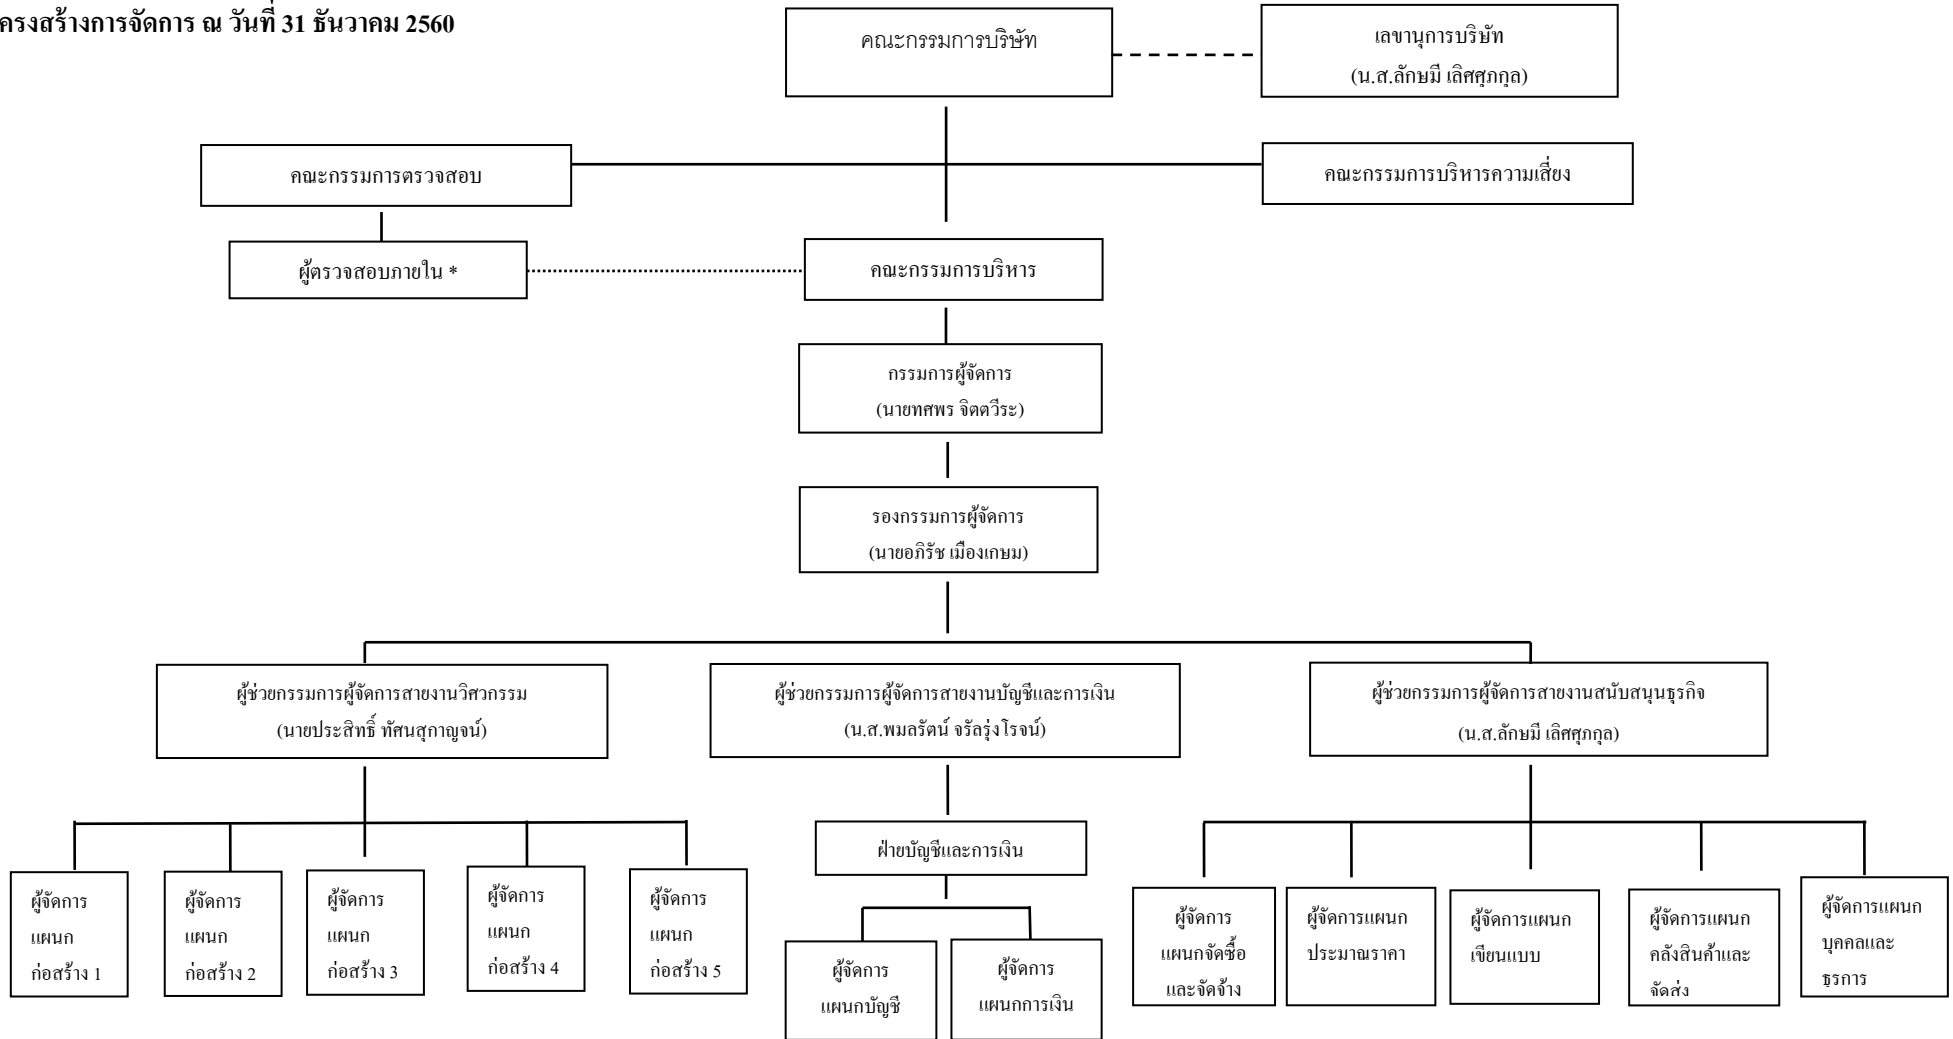 ครงสร้างการจัดการ ณ วันที่ 31 ธันวาคม 2560
คณะกรรมการบริษัท
เลขานุการบริษัท
(น.ส.ลักษมี เลิศศุภกุล)
คณะกรรมการตรวจสอบ
คณะกรรมการบริหารความเสี่ยง
ผู้ตรวจสอบภายใน *
คณะกรรมการบริหาร
กรรมการผู้จัดการ
(นายทศพร จิตตวีระ)
รองกรรมการผู้จัดการ
(นายอภิรัช เมืองเกษม)
ผู้ช่วยกรรมการผู้จัดการสายงานวิศวกรรม
(นายประสิทธิ์ ทัศนสุกาญจน์)
ผู้ช่วยกรรมการผู้จัดการสายงานบัญชีและการเงิน
(น.ส.พมลรัตน์ จรัลรุ่งโรจน์)
ผู้ช่วยกรรมการผู้จัดการสายงานสนับสนุนธุรกิจ
(น.ส.ลักษมี เลิศศุภกุล)
ฝ่ายบัญชีและการเงิน
ผู้จัดการ
แผนก
ก่อสร้าง 1
ผู้จัดการ
แผนก
ก่อสร้าง 2
ผู้จัดการ
แผนก
ก่อสร้าง 3
ผู้จัดการ
แผนก
ก่อสร้าง 4
ผู้จัดการ
แผนก
ก่อสร้าง 5
ผู้จัดการ
แผนกบัญชี
ผู้จัดการ
แผนกการเงิน
ผู้จัดการ
แผนกจัดซื้อ
และจัดจ้าง
ผู้จัดการแผนก
ประมาณราคา
ผู้จัดการแผนก
เขียนแบบ
ผู้จัดการแผนก
คลังสินค้าและ
จัดส่ง
ผู้จัดการแผนก
บุคคลและ
ธุรการ